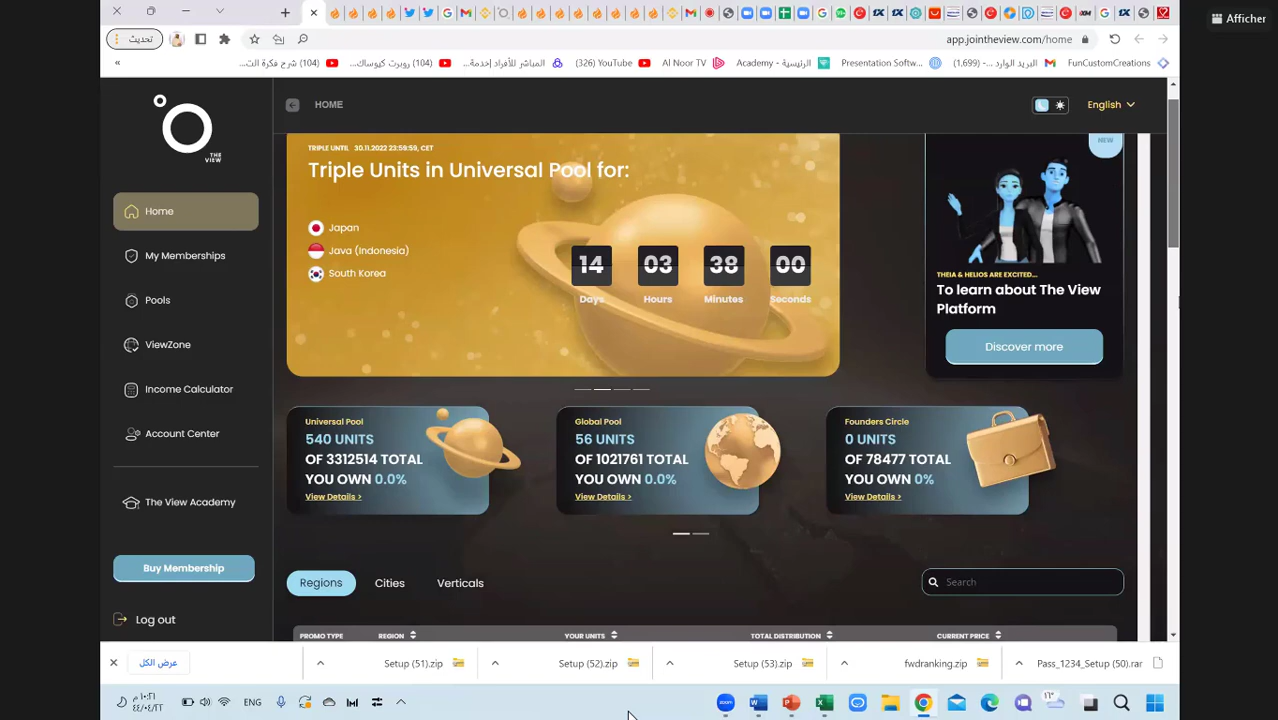 Afficher
تحديث
app.jointheview.com/home
(104) شرح فكرة الت...
(104) روبرت كيوساك...
المباشر للأفراد |خدمة...
(326) YouTube
Al Noor TV
الرئيسية - Academy
Presentation Softw...
البريد الوارد - (1.699)...
FunCustomCreations
THE VIEW
HOME
English
Home
My Memberships
Pools
ViewZone
Income Calculator
Account Center
The View Academy
Buy Membership
Log out
TRIPLE UNTIL 30.11.2022 23:59:59, CET
Triple Units in Universal Pool for:
Japan
Java (Indonesia)
South Korea
14 03 38 00
Days Hours Minutes Seconds
NEW
THEIA & HELIOS ARE EXCITED...
To learn about The View
Platform
Discover more
Universal Pool
540 UNITS
OF 3312514 TOTAL
YOU OWN 0.0%
View Details >
Global Pool
56 UNITS
OF 1021761 TOTAL
YOU OWN 0.0%
View Details >
Founders Circle
0 UNITS
OF 78477 TOTAL
YOU OWN 0%
View Details >
Regions Cities Verticals
Search
PROMO TYPE REGION YOUR UNITS TOTAL DISTRIBUTION CURRENT PRICE
عرض الكل
Setup (51).zip
Setup (52).zip
Setup (53).zip
fwdranking.zip
Pass_1234_Setup (50).rar
ENG
zoom